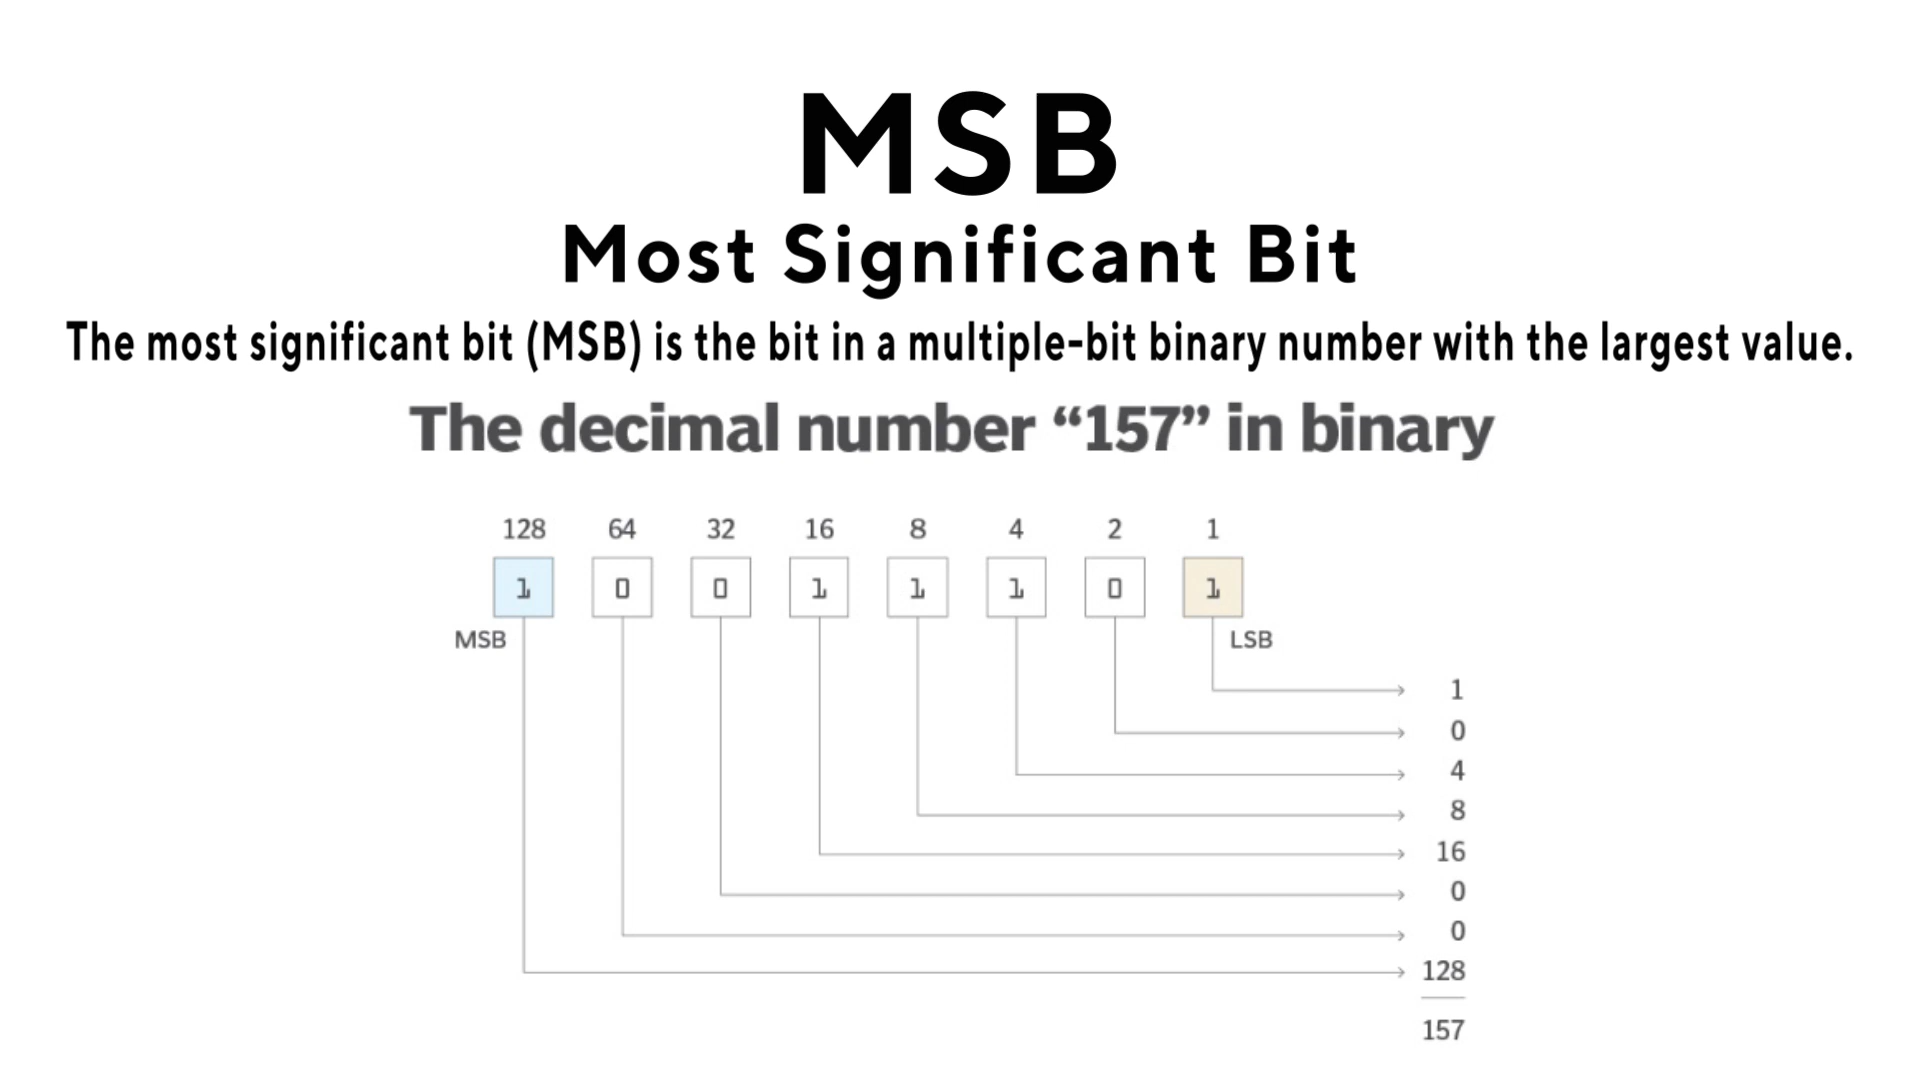 MSB
Most Significant Bit
The most significant bit (MSB) is the bit in a multiple-bit binary number with the largest value.
The decimal number “157” in binary
128 64 32 16 8 4 2 1
1 0 0 1 1 1 0 1
MSB LSB
1
0
4
8
16
0
0
128
157